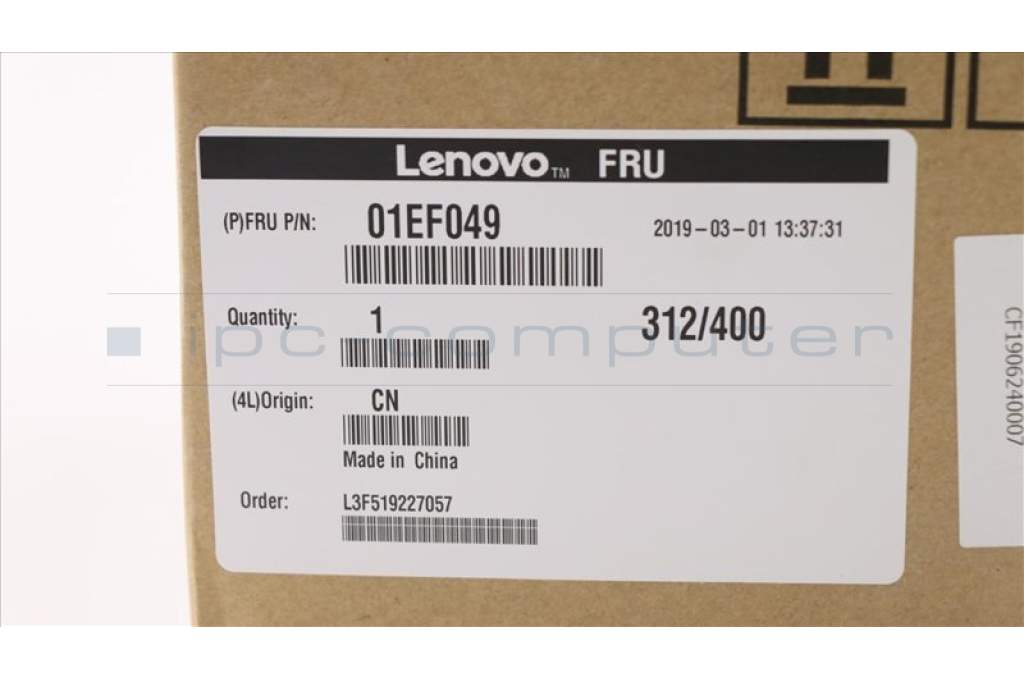 Lenovo™ FRU
(P)FRU P/N: 01EF049 2019-03-01 13:37:31
Quantity: 1 312/400
ipc computer
(4L)Origin: CN
Made in China
Order: L3F519227057
CF1906240007